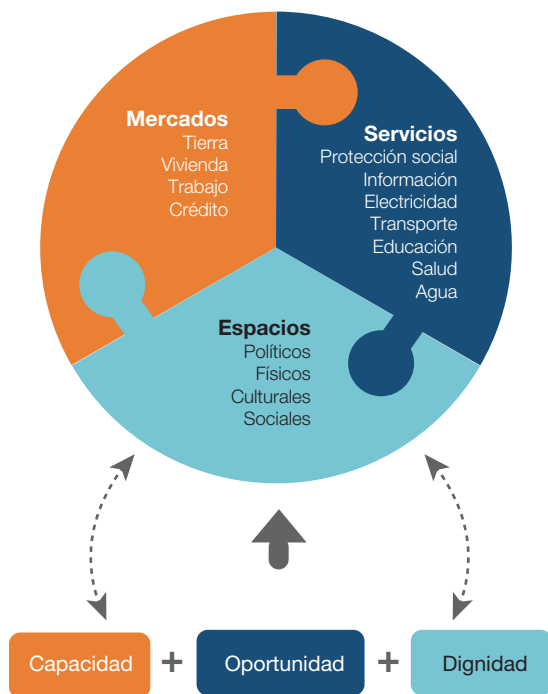 Mercados
Tierra
Vivienda
Trabajo
Crédito
Servicios
Protección social
Información
Electricidad
Transporte
Educación
Salud
Agua
Espacios
Políticos
Físicos
Culturales
Sociales
Capacidad + Oportunidad + Dignidad